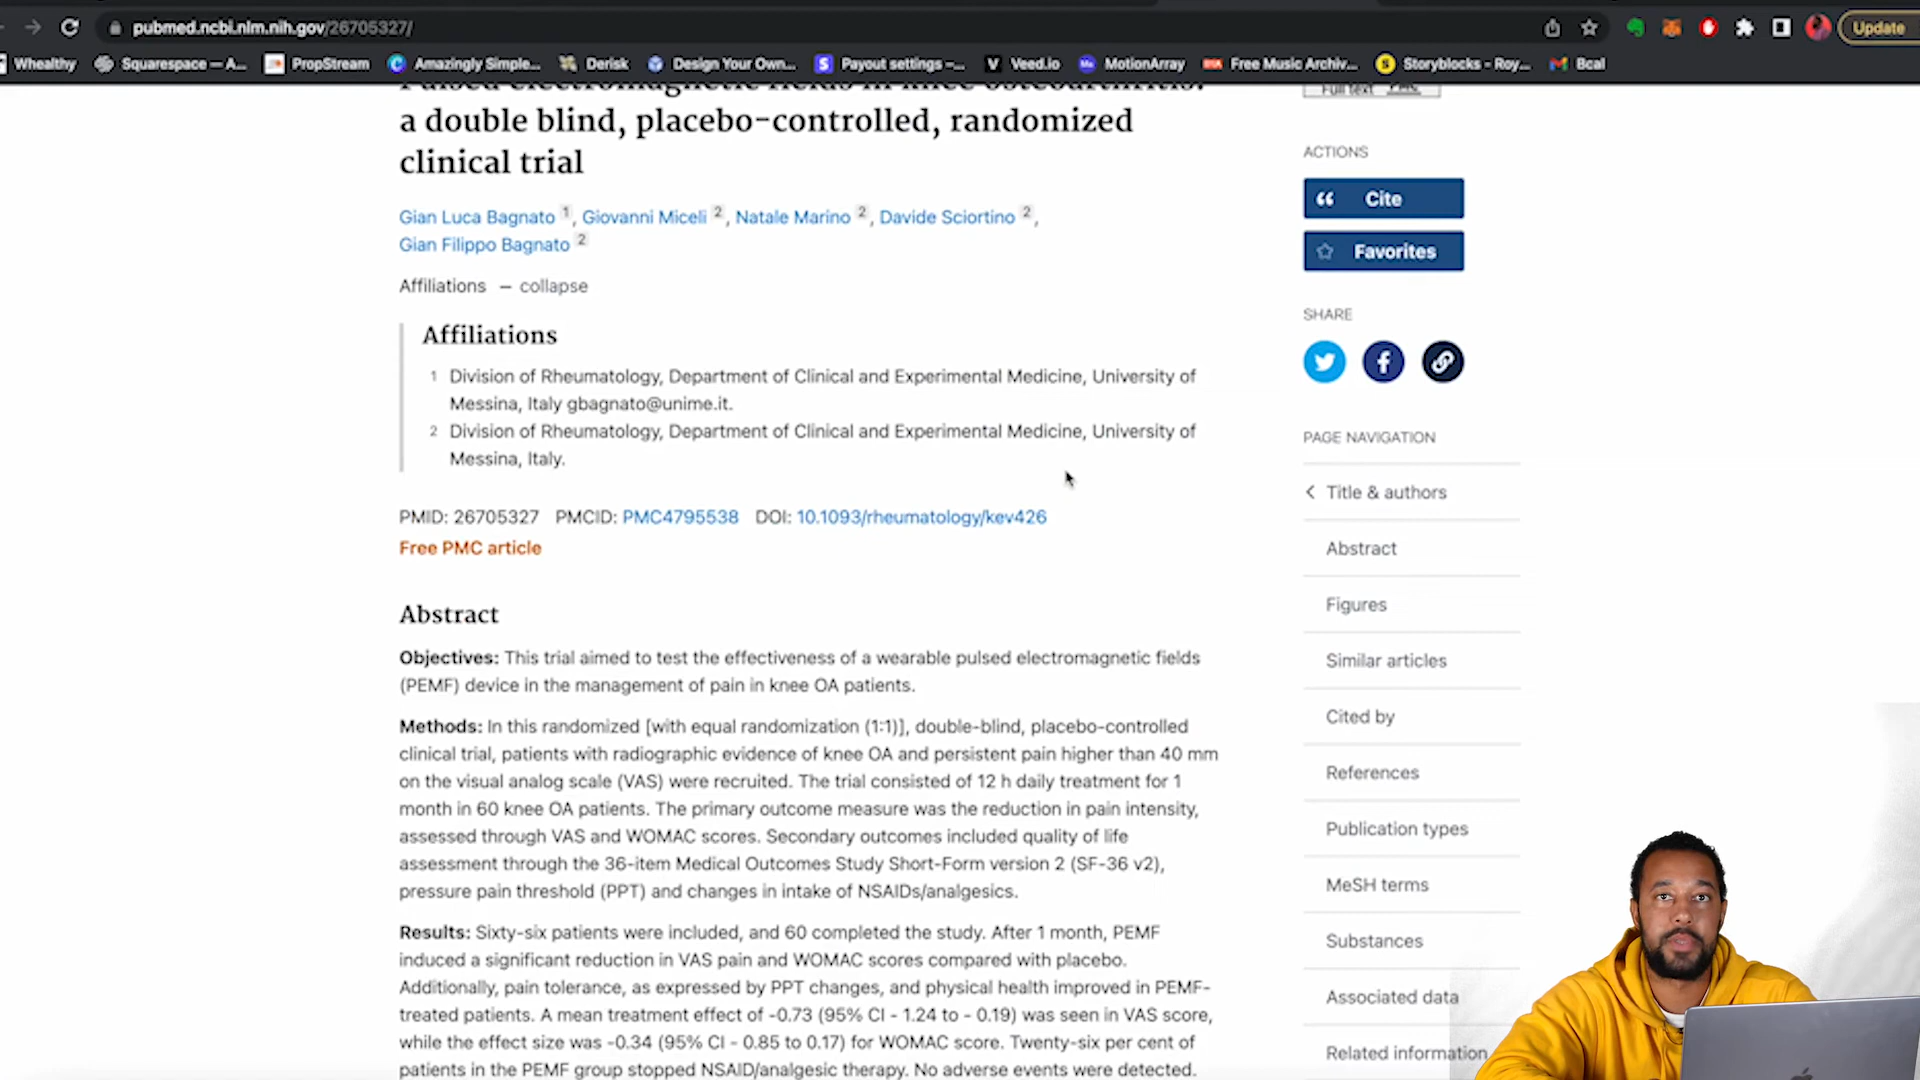 pubmed.ncbi.nlm.nih.gov/26705327/
Update
Whealthy
Squarespace — A...
PropStream
Amazingly Simple...
Derisk
Design Your Own...
Payout settings –...
Veed.io
MotionArray
Free Music Archiv...
Storyblocks - Roy...
Bcal
Pulsed electromagnetic fields in knee osteoarthritis:
a double blind, placebo-controlled, randomized
clinical trial
Gian Luca Bagnato 1, Giovanni Miceli 2, Natale Marino 2, Davide Sciortino 2,
Gian Filippo Bagnato 2
Affiliations – collapse
Affiliations
1 Division of Rheumatology, Department of Clinical and Experimental Medicine, University of
Messina, Italy gbagnato@unime.it.
2 Division of Rheumatology, Department of Clinical and Experimental Medicine, University of
Messina, Italy.
PMID: 26705327 PMCID: PMC4795538 DOI: 10.1093/rheumatology/kev426
Free PMC article
Abstract
Objectives: This trial aimed to test the effectiveness of a wearable pulsed electromagnetic fields
(PEMF) device in the management of pain in knee OA patients.
Methods: In this randomized [with equal randomization (1:1)], double-blind, placebo-controlled
clinical trial, patients with radiographic evidence of knee OA and persistent pain higher than 40 mm
on the visual analog scale (VAS) were recruited. The trial consisted of 12 h daily treatment for 1
month in 60 knee OA patients. The primary outcome measure was the reduction in pain intensity,
assessed through VAS and WOMAC scores. Secondary outcomes included quality of life
assessment through the 36-item Medical Outcomes Study Short-Form version 2 (SF-36 v2),
pressure pain threshold (PPT) and changes in intake of NSAIDs/analgesics.
Results: Sixty-six patients were included, and 60 completed the study. After 1 month, PEMF
induced a significant reduction in VAS pain and WOMAC scores compared with placebo.
Additionally, pain tolerance, as expressed by PPT changes, and physical health improved in PEMF-
treated patients. A mean treatment effect of -0.73 (95% CI - 1.24 to - 0.19) was seen in VAS score,
while the effect size was -0.34 (95% CI - 0.85 to 0.17) for WOMAC score. Twenty-six per cent of
patients in the PEMF group stopped NSAID/analgesic therapy. No adverse events were detected.
Full text PMC
ACTIONS
Cite
Favorites
SHARE
PAGE NAVIGATION
Title & authors
Abstract
Figures
Similar articles
Cited by
References
Publication types
MeSH terms
Substances
Associated data
Related information